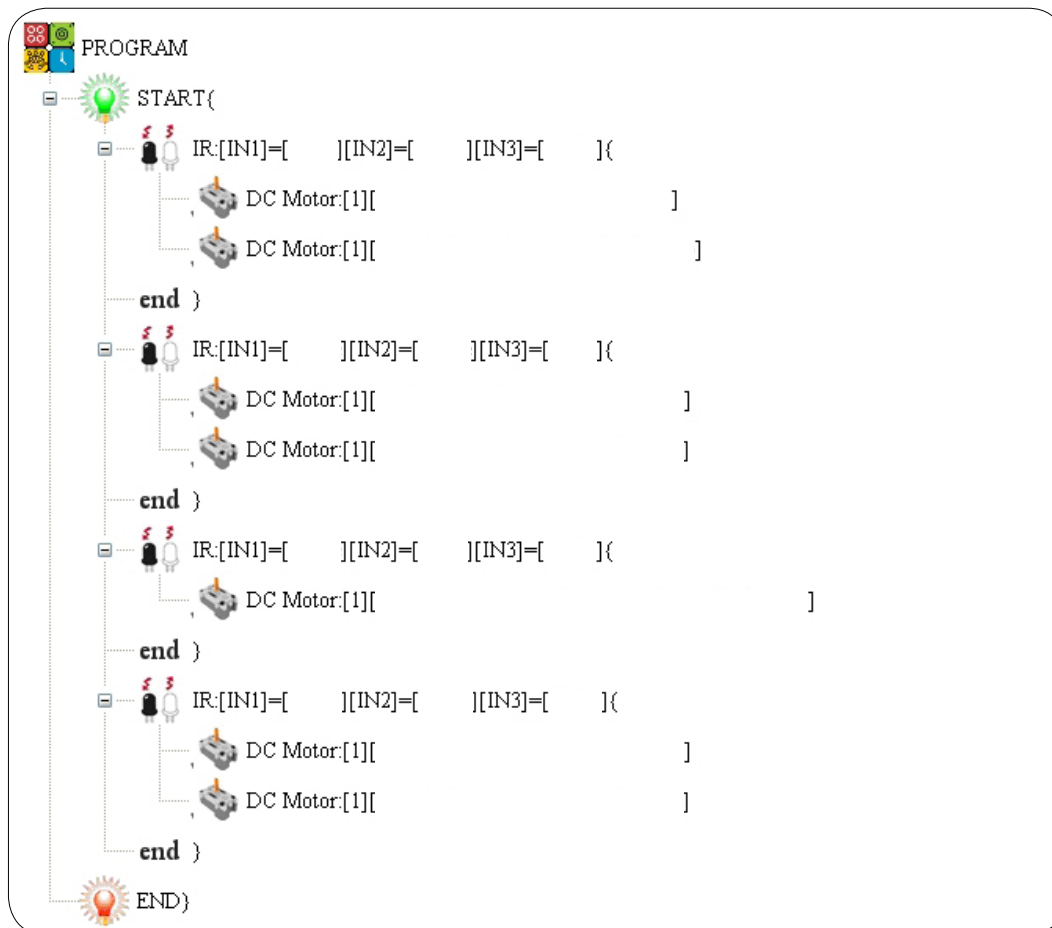 PROGRAM
START{
IR:[IN1]=[ ][IN2]=[ ][IN3]=[ ]{
DC Motor:[1][ ]
DC Motor:[1][ ]
end }
IR:[IN1]=[ ][IN2]=[ ][IN3]=[ ]{
DC Motor:[1][ ]
DC Motor:[1][ ]
end }
IR:[IN1]=[ ][IN2]=[ ][IN3]=[ ]{
DC Motor:[1][ ]
end }
IR:[IN1]=[ ][IN2]=[ ][IN3]=[ ]{
DC Motor:[1][ ]
DC Motor:[1][ ]
end }
END}